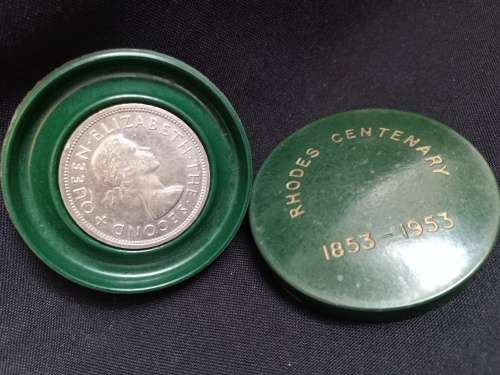 QUEEN·ELIZABETH·THE·SECOND
RHODES CENTENARY
1853-1953